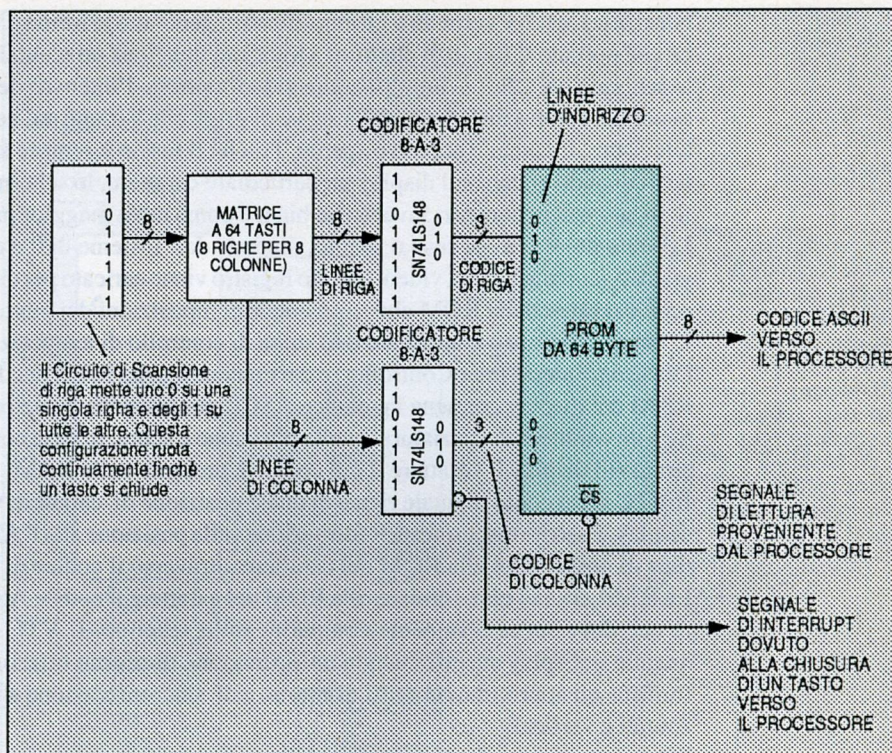 LINEE
D'INDIRIZZO
CODIFICATORE
8-A-3
1
1
0
1
1
1
1
1
8
MATRICE
A 64 TASTI
(8 RIGHE PER 8
COLONNE)
8
LINEE
DI RIGA
1
1
0
1
1
1
1
1
SN74LS148
0
1
0
3
CODICE
DI RIGA
0
1
0
PROM
DA 64 BYTE
8
CODICE ASCII
VERSO
IL PROCESSORE
CODIFICATORE
8-A-3
Il Circuito di Scansione
di riga mette uno 0 su una
singola righa e degli 1 su
tutte le altre. Questa
configurazione ruota
continuamente finchè
un tasto si chiude
8
LINEE
DI COLONNA
1
1
0
1
1
1
1
1
SN74LS148
0
1
0
3
CODICE
DI COLONNA
0
1
0
CS
SEGNALE
DI LETTURA
PROVENIENTE
DAL PROCESSORE
SEGNALE
DI INTERRUPT
DOVUTO
ALLA CHIUSURA
DI UN TASTO
VERSO
IL PROCESSORE